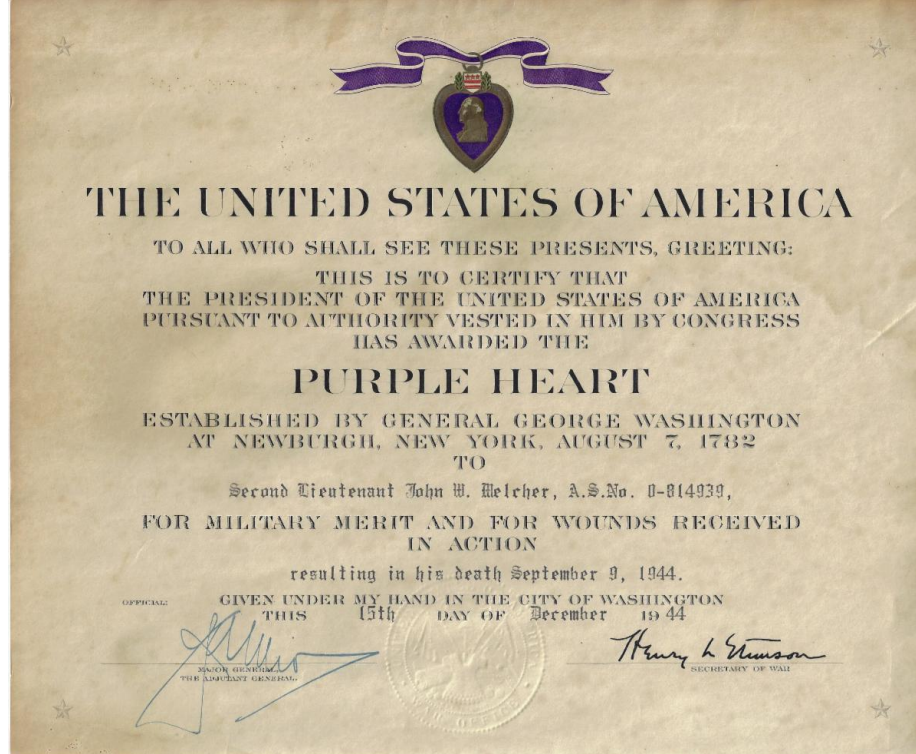 THE UNITED STATES OF AMERICA
TO ALL WHO SHALL SEE THESE PRESENTS, GREETING:
THIS IS TO CERTIFY THAT
THE PRESIDENT OF THE UNITED STATES OF AMERICA
PURSUANT TO AUTHORITY VESTED IN HIM BY CONGRESS
HAS AWARDED THE
PURPLE HEART
ESTABLISHED BY GENERAL GEORGE WASHINGTON
AT NEWBURGH, NEW YORK, AUGUST 7, 1782
TO
Second Lieutenant John W. Melcher, A.S.No. O-814939,
FOR MILITARY MERIT AND FOR WOUNDS RECEIVED
IN ACTION
resulting in his death September 9, 1944.
OFFICIAL:
GIVEN UNDER MY HAND IN THE CITY OF WASHINGTON
THIS 15th DAY OF December 1944
Henry L Stimson
MAJOR GENERAL,
THE ADJUTANT GENERAL.
SECRETARY OF WAR
WAR OFFICE